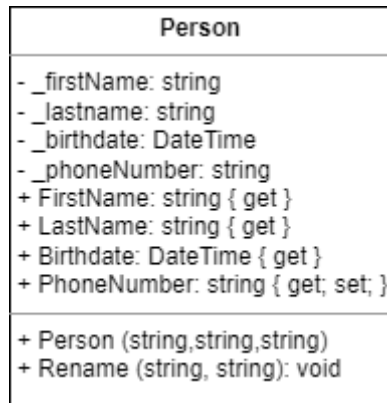 Person
- _firstName: string
- _lastname: string
- _birthdate: DateTime
- _phoneNumber: string
+ FirstName: string { get }
+ LastName: string { get }
+ Birthdate: DateTime { get }
+ PhoneNumber: string { get; set; }
+ Person (string,string,string)
+ Rename (string, string): void